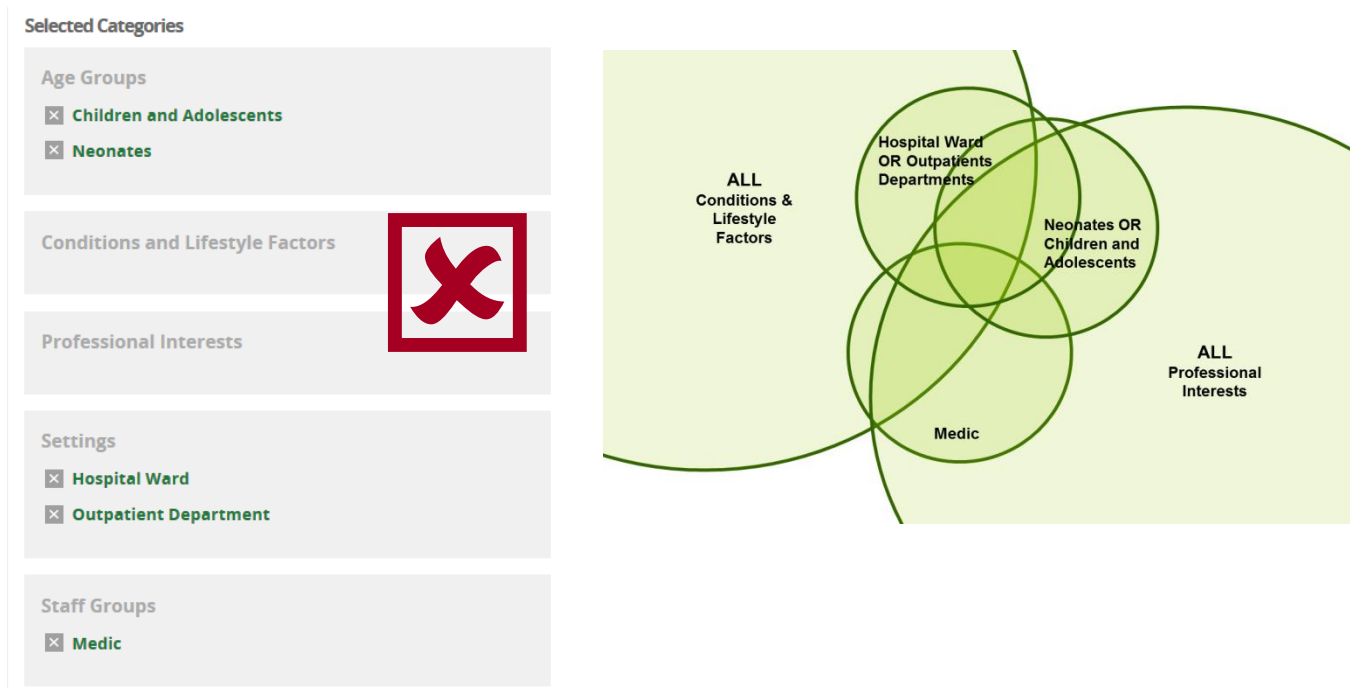 Selected Categories
Age Groups
Children and Adolescents
Neonates
Conditions and Lifestyle Factors
Professional Interests
Settings
Hospital Ward
Outpatient Department
Staff Groups
Medic
ALL
Conditions &
Lifestyle
Factors
Hospital Ward
OR Outpatients
Departments
Neonates OR
Children and
Adolescents
Medic
ALL
Professional
Interests